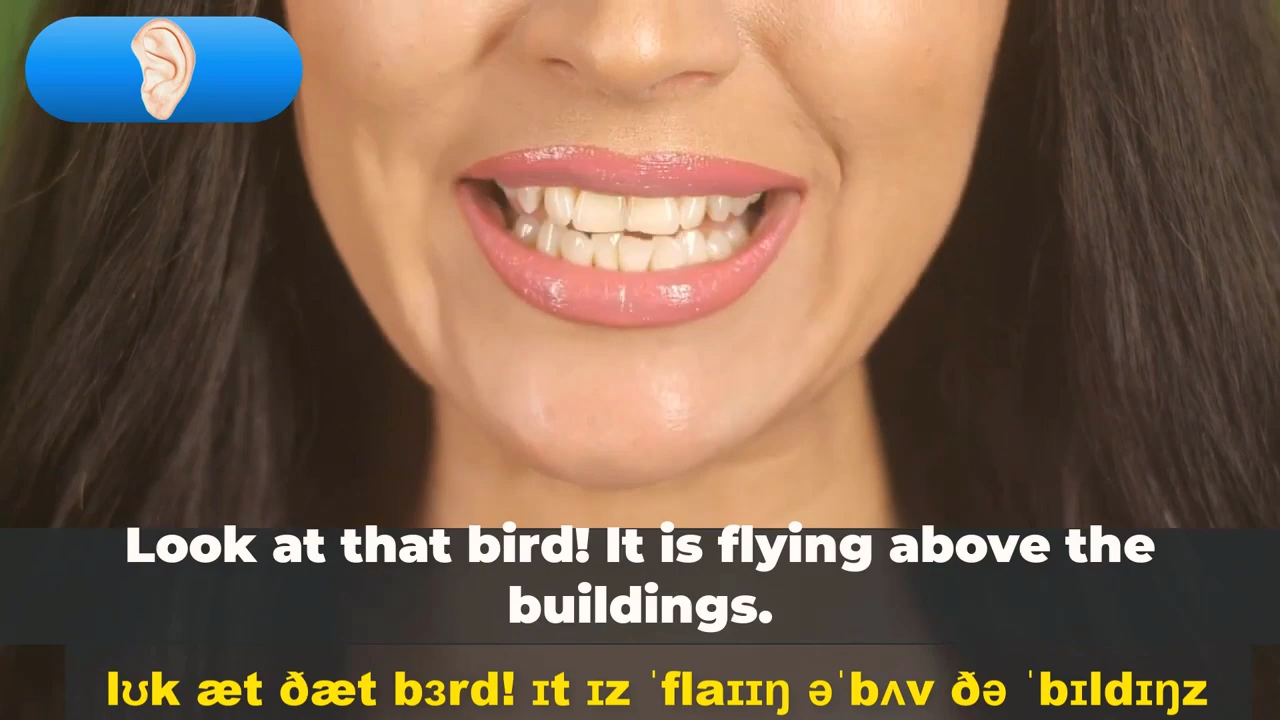 Look at that bird! It is flying above the
buildings.
lʊk æt ðæt bɜrd! ɪt ɪz ˈflaɪɪŋ əˈbʌv ðə ˈbɪldɪŋz